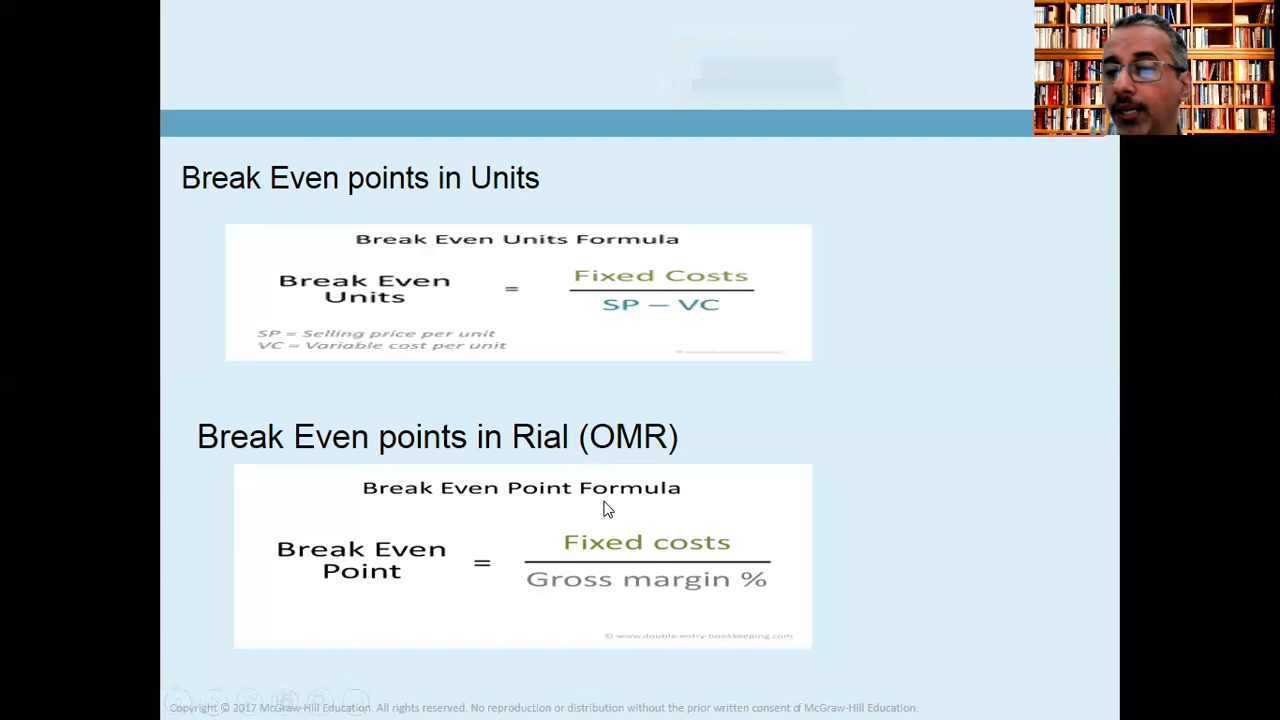 Break Even points in Units
Break Even Units Formula
Break Even
Units
=
Fixed Costs
SP – VC
SP = Selling price per unit
VC = Variable cost per unit
Break Even points in Rial (OMR)
Break Even Point Formula
Break Even
Point
=
Fixed costs
Gross margin %
© www.double-entry-bookkeeping.com
Copyright © 2017 McGraw-Hill Education. All rights reserved. No reproduction or distribution without the prior written consent of McGraw-Hill Education.